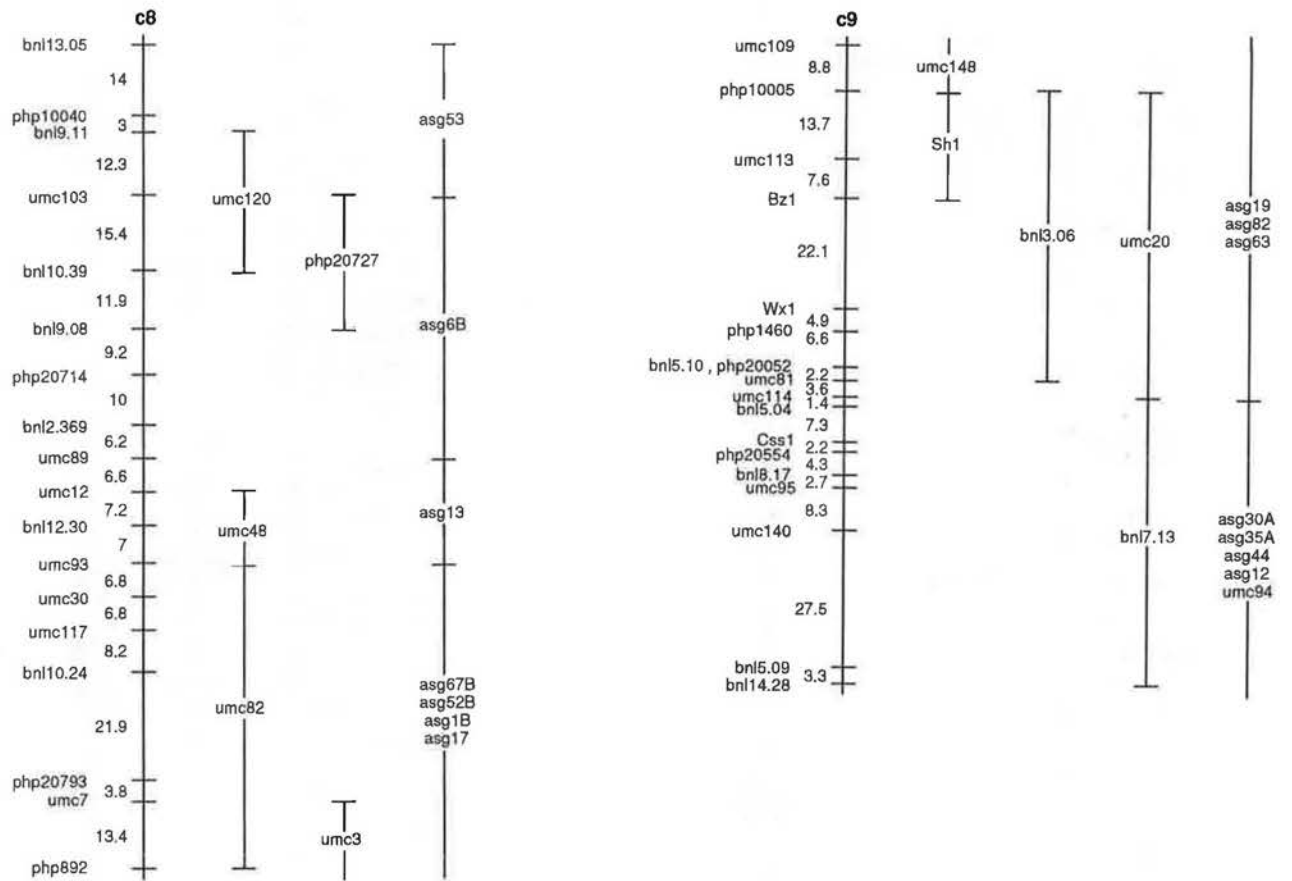 c8
bnl13.05
14
php10040
3
bnl9.11
12.3
umc103
15.4
bnl10.39
11.9
bnl9.08
9.2
php20714
10
bnl2.369
6.2
umc89
6.6
umc12
7.2
bnl12.30
7
umc93
6.8
umc30
6.8
umc117
8.2
bnl10.24
21.9
php20793
3.8
umc7
13.4
php892
umc120
umc48
umc82
php20727
umc3
asg53
asg6B
asg13
asg67B
asg52B
asg1B
asg17
c9
umc109
8.8
php10005
13.7
umc113
7.6
Bz1
22.1
Wx1
4.9
php1460
6.6
bnl5.10 , php20052
2.2
umc81
3.6
umc114
1.4
bnl5.04
7.3
Css1
2.2
php20554
4.3
bnl8.17
2.7
umc95
8.3
umc140
27.5
bnl5.09
3.3
bnl14.28
umc148
Sh1
bnl3.06
umc20
bnl7.13
asg19
asg82
asg63
asg30A
asg35A
asg44
asg12
umc94